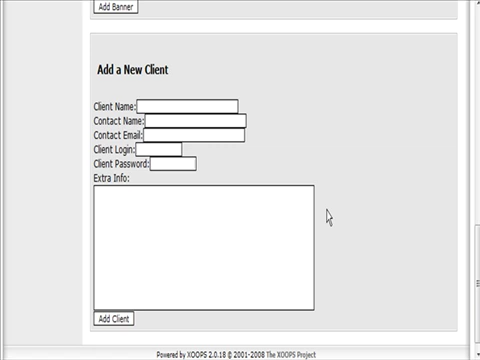 Add Banner
Add a New Client
Client Name:
Contact Name:
Contact Email:
Client Login:
Client Password:
Extra Info:
Add Client
Powered by XOOPS 2.0.18 © 2001-2008 The XOOPS Project